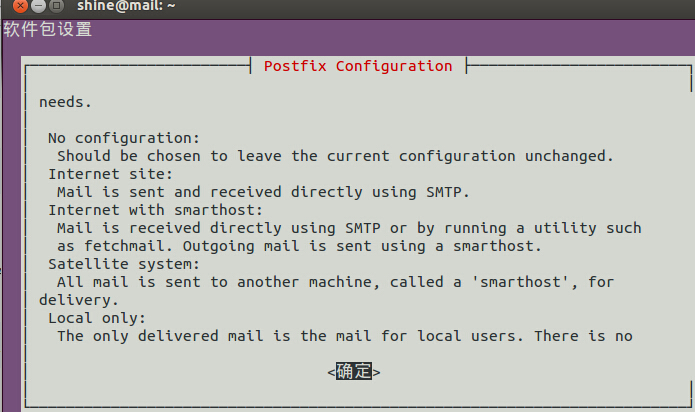 shine@mail: ~
软件包设置
Postfix Configuration
needs.
No configuration:
Should be chosen to leave the current configuration unchanged.
Internet site:
Mail is sent and received directly using SMTP.
Internet with smarthost:
Mail is received directly using SMTP or by running a utility such
as fetchmail. Outgoing mail is sent using a smarthost.
Satellite system:
All mail is sent to another machine, called a 'smarthost', for
delivery.
Local only:
The only delivered mail is the mail for local users. There is no
<确定>